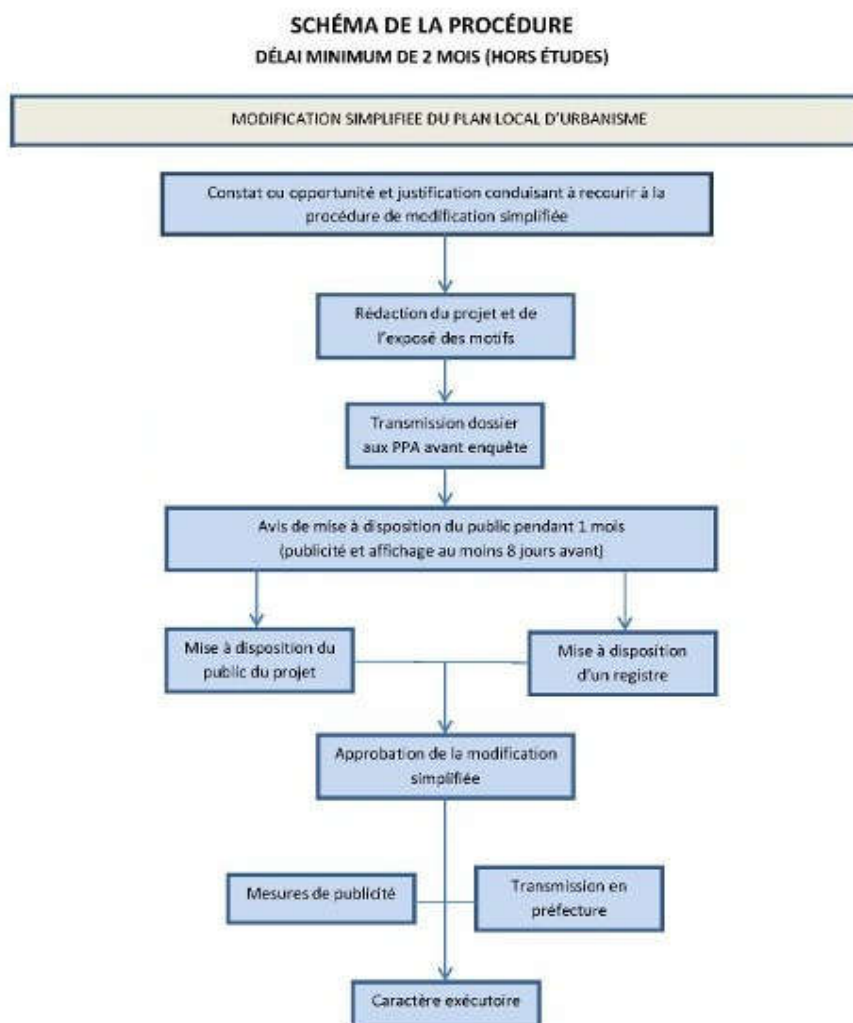 SCHÉMA DE LA PROCÉDURE
DÉLAI MINIMUM DE 2 MOIS (HORS ÉTUDES)
MODIFICATION SIMPLIFIEE DU PLAN LOCAL D'URBANISME
Constat ou opportunité et justification conduisant à recourir à la
procédure de modification simplifiée
Rédaction du projet et de
l'exposé des motifs
Transmission dossier
aux PPA avant enquête
Avis de mise à disposition du public pendant 1 mois
(publicité et affichage au moins 8 jours avant)
Mise à disposition du
public du projet
Mise à disposition
d'un registre
Approbation de la modification
simplifiée
Mesures de publicité
Transmission en
préfecture
Caractère exécutoire